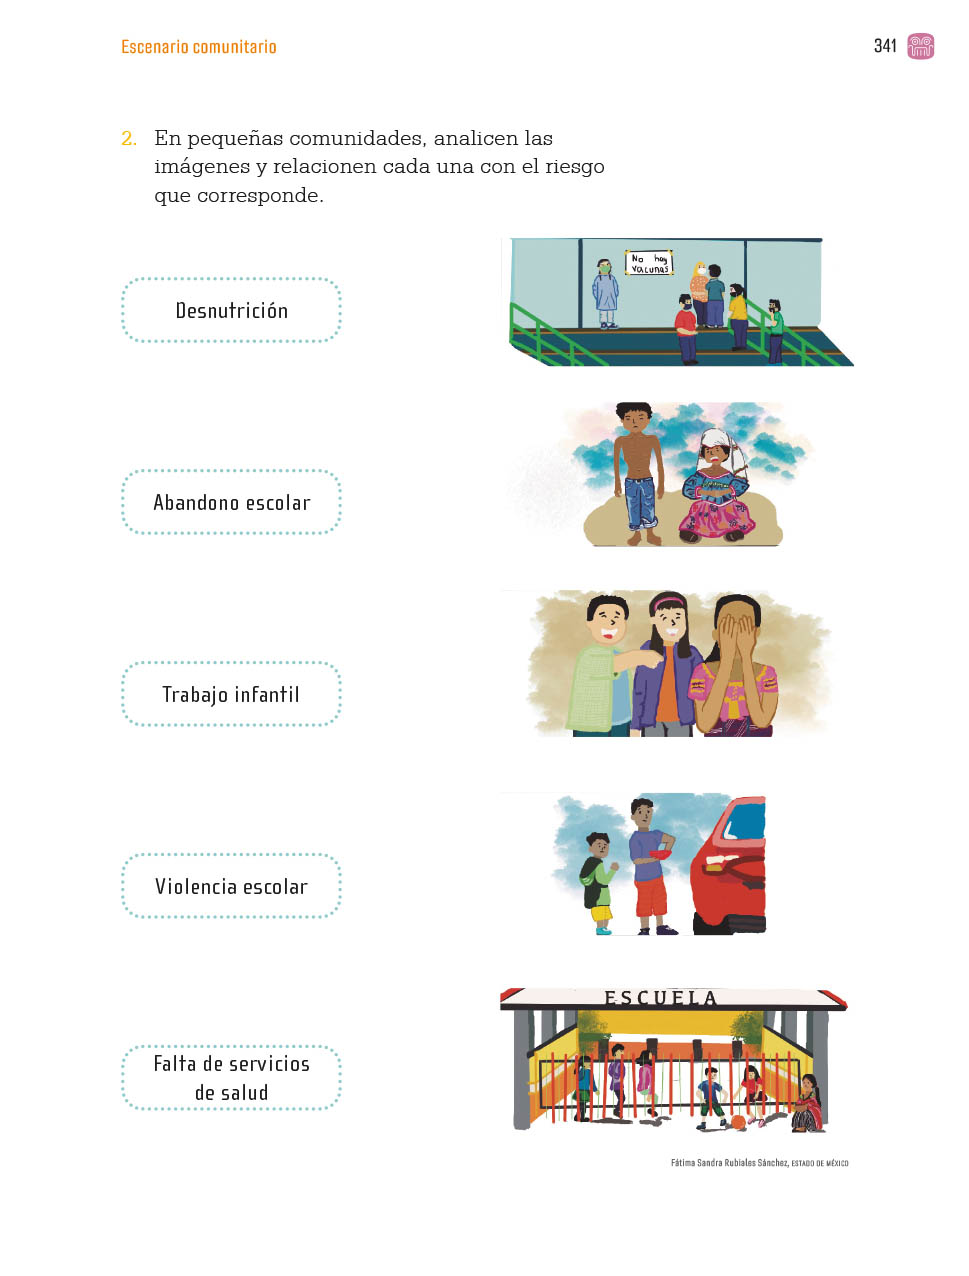 Escenario comunitario
341
2. En pequeñas comunidades, analicen las
imágenes y relacionen cada una con el riesgo
que corresponde.
No hay
vacunas
Desnutrición
Abandono escolar
Trabajo infantil
Violencia escolar
ESCUELA
Falta de servicios
de salud
Fátima Sandra Rubiales Sánchez, ESTADO DE MÉXICO